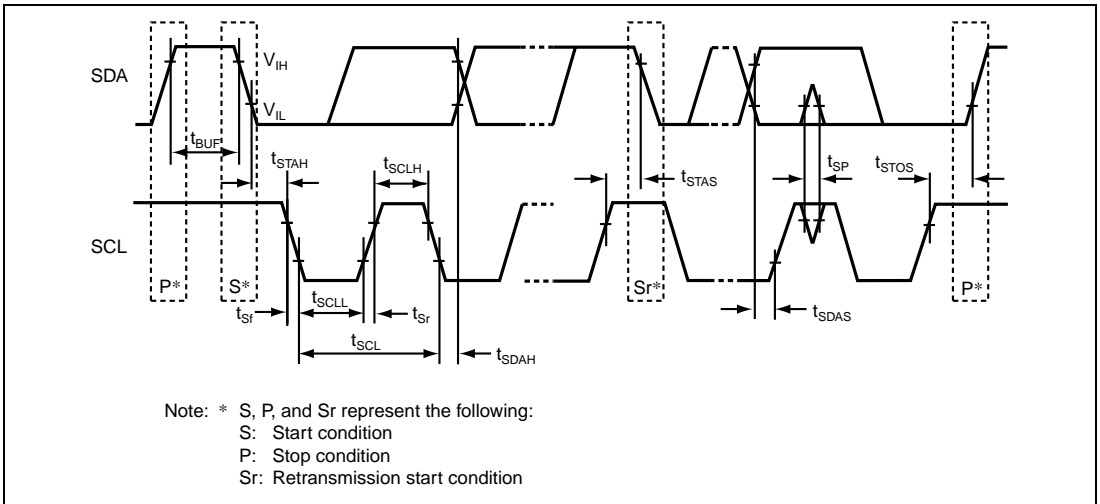 SDA
V_IH
V_IL
t_BUF
t_STAH
t_SCLH
t_STAS
t_SP
t_STOS
SCL
P*
S*
Sr*
P*
t_Sf
t_SCLL
t_Sr
t_SCL
t_SDAH
t_SDAS
Note: * S, P, and Sr represent the following:
S: Start condition
P: Stop condition
Sr: Retransmission start condition